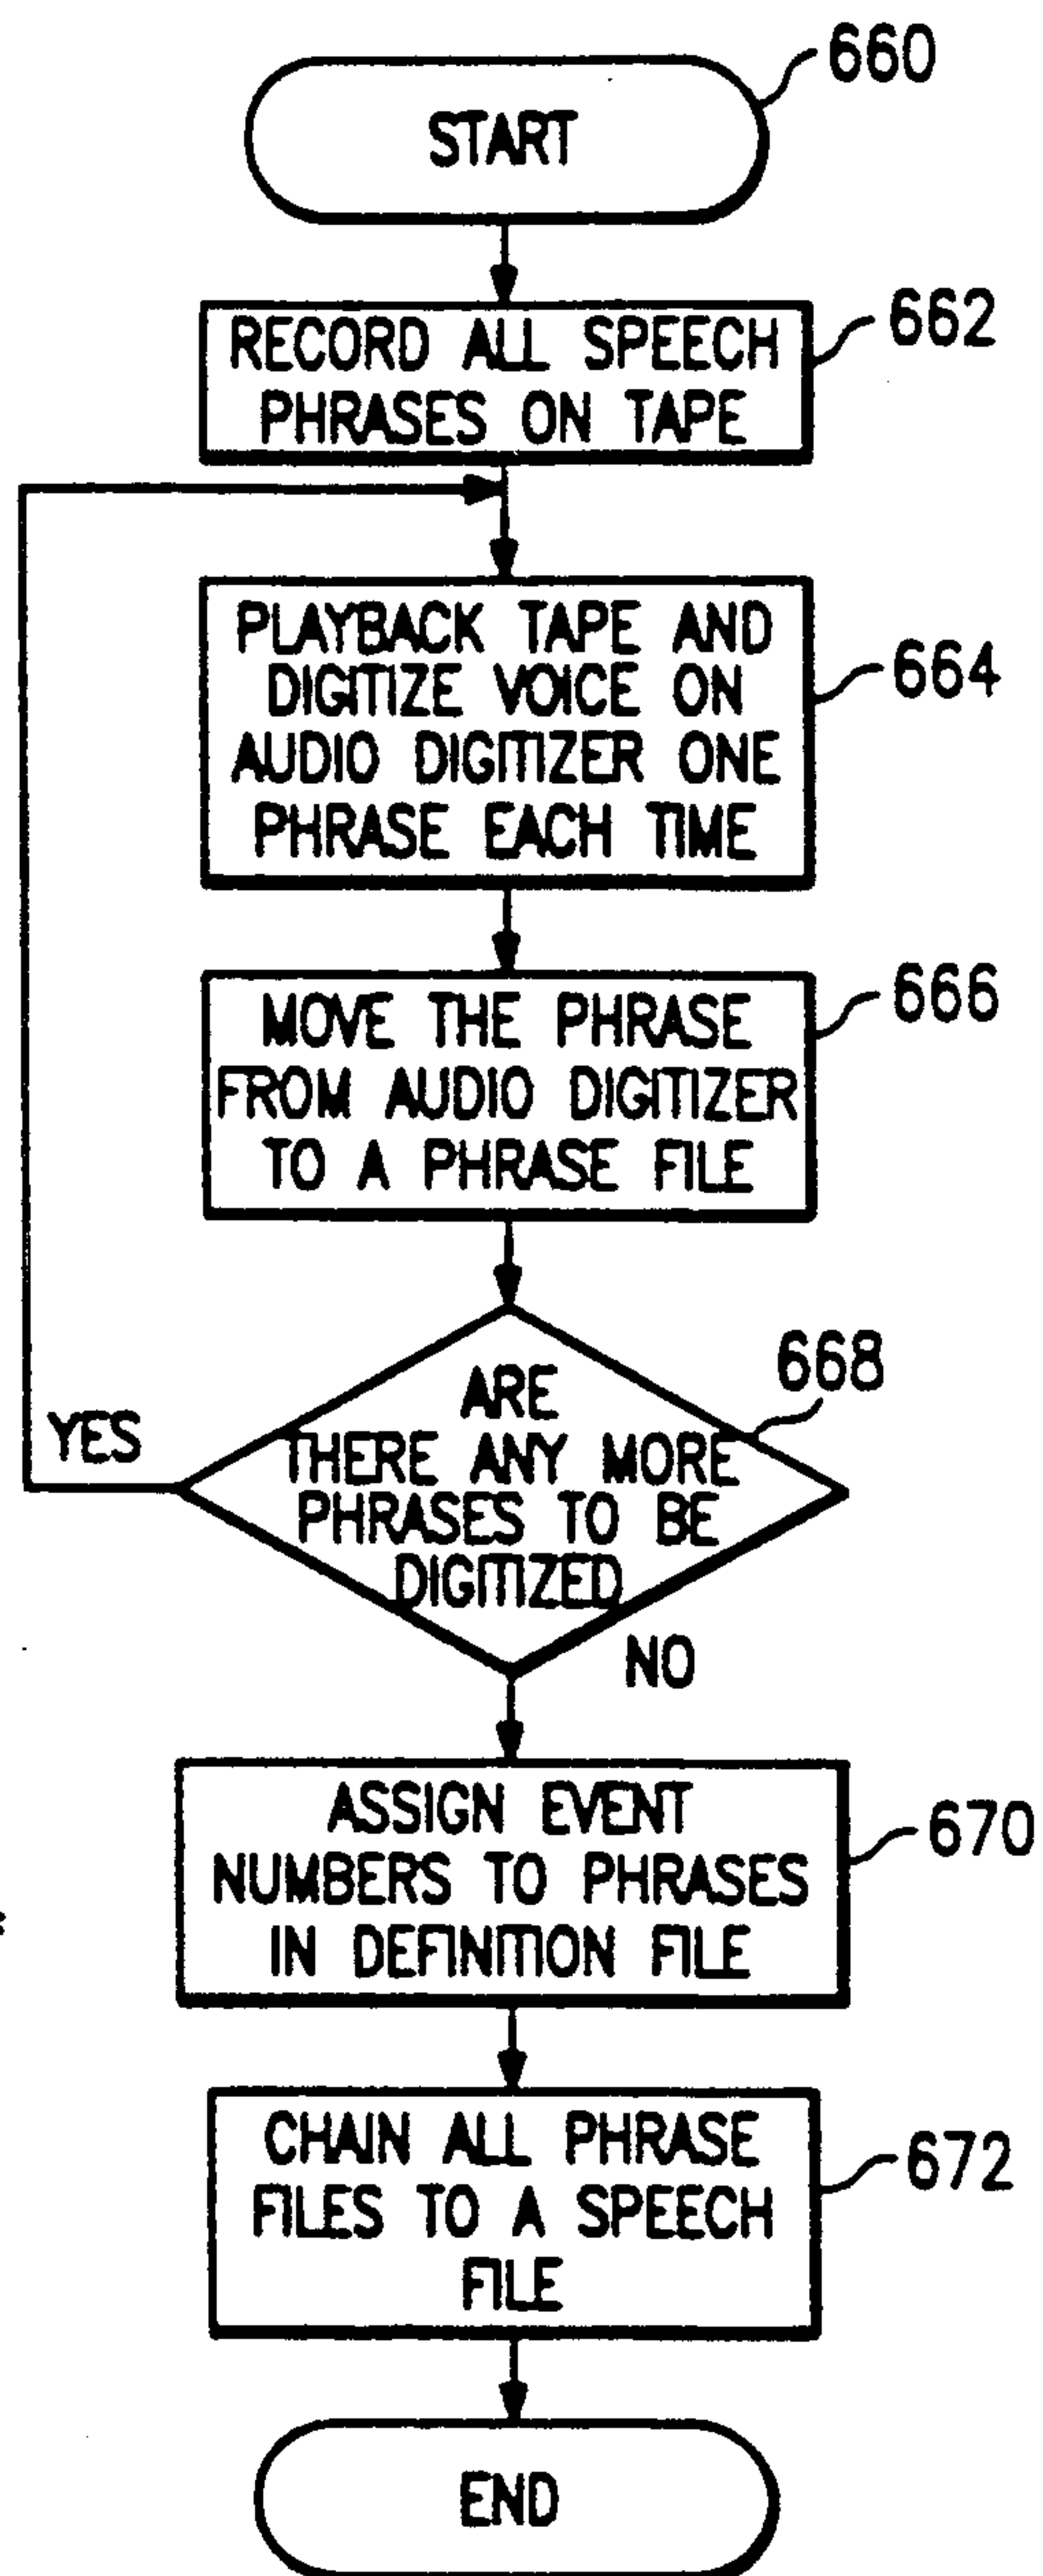 660
START
662
RECORD ALL SPEECH
PHRASES ON TAPE
664
PLAYBACK TAPE AND
DIGITIZE VOICE ON
AUDIO DIGITIZER ONE
PHRASE EACH TIME
666
MOVE THE PHRASE
FROM AUDIO DIGITIZER
TO A PHRASE FILE
668
ARE
THERE ANY MORE
PHRASES TO BE
DIGITIZED
YES
NO
670
ASSIGN EVENT
NUMBERS TO PHRASES
IN DEFINITION FILE
672
CHAIN ALL PHRASE
FILES TO A SPEECH
FILE
END